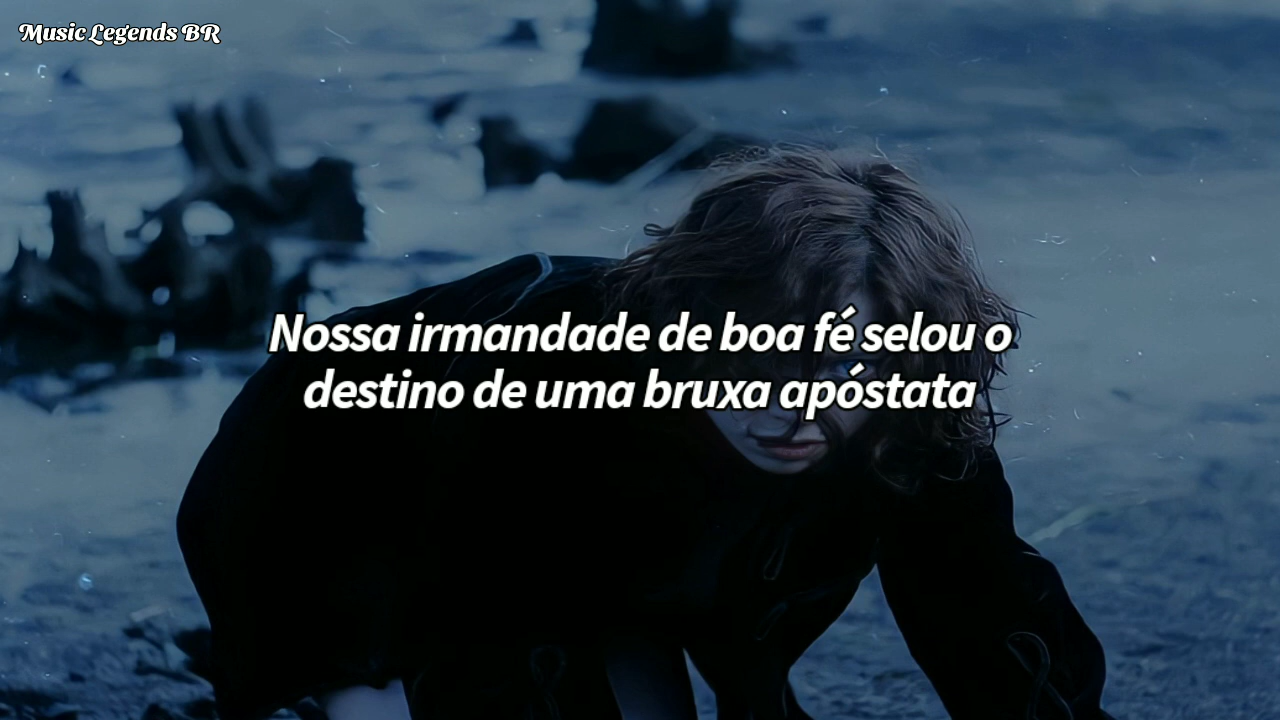 Music Legends BR
Nossa irmandade de boa fé selou o
destino de uma bruxa apóstata